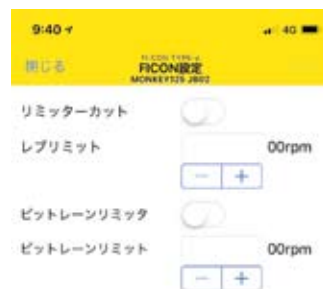 9:40
4G
FI CON TYPE-e
閉じる
FICON設定
MONKEY125 JB02
リミッターカット
レブリミット
00rpm
− +
ピットレーンリミッタ
ピットレーンリミット
00rpm
− +